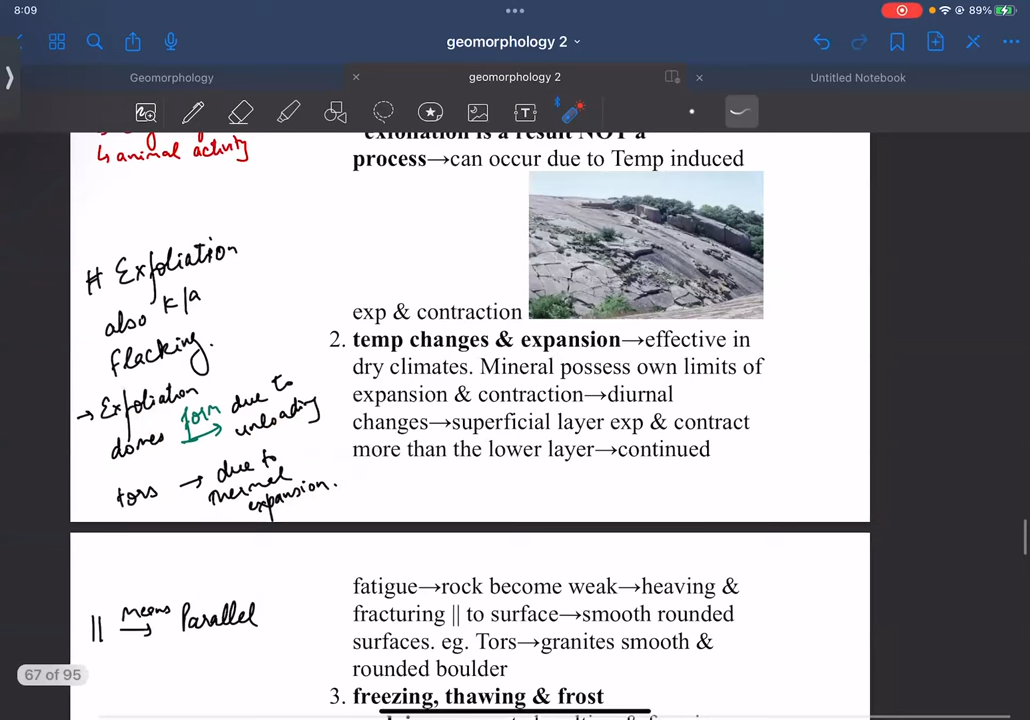 8:09
89%
geomorphology 2
Geomorphology
geomorphology 2
Untitled Notebook
↳ animal activity
exfoliation is a result NOT a
process→can occur due to Temp induced
exp & contraction
# Exfoliation
also k/a
flacking.
→ Exfoliation
domes form due to
unloading
tors → due to
thermal
expansion.
2. temp changes & expansion→effective in
dry climates. Mineral possess own limits of
expansion & contraction→diurnal
changes→superficial layer exp & contract
more than the lower layer→continued
|| means Parallel
fatigue→rock become weak→heaving &
fracturing || to surface→smooth rounded
surfaces. eg. Tors→granites smooth &
rounded boulder
3. freezing, thawing & frost
67 of 95